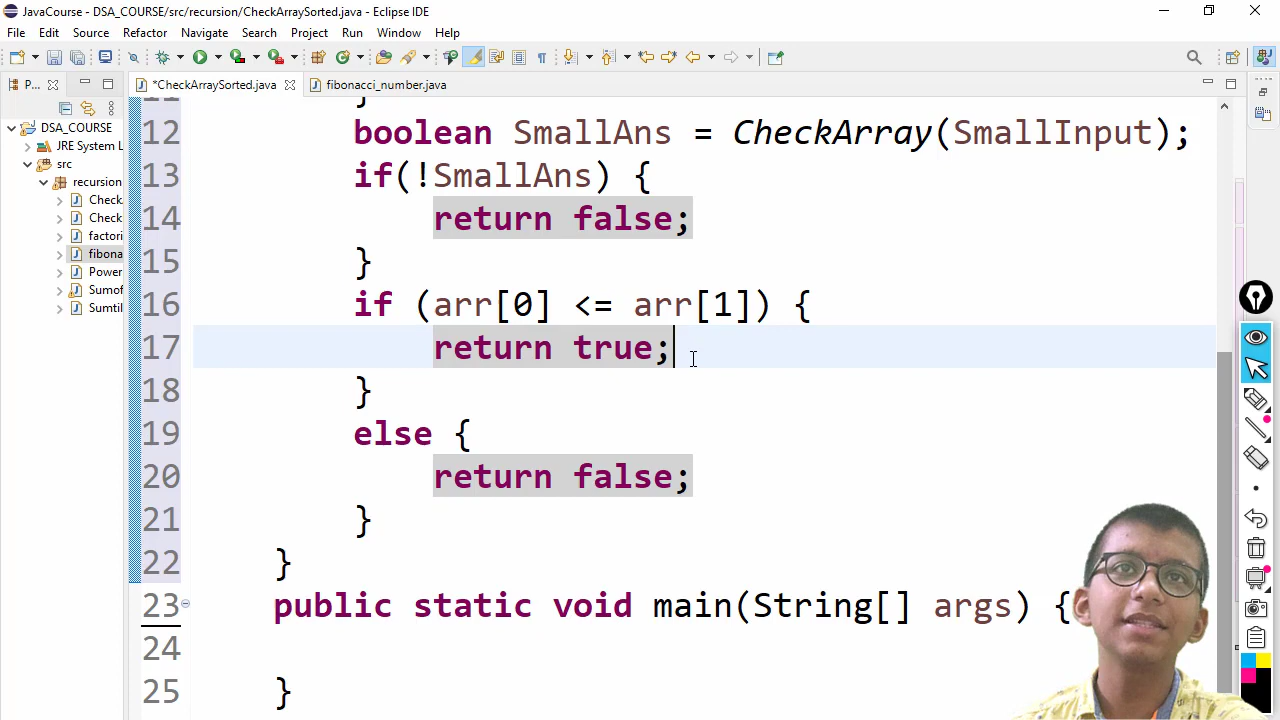 JavaCourse - DSA_COURSE/src/recursion/CheckArraySorted.java - Eclipse IDE
File Edit Source Refactor Navigate Search Project Run Window Help
P...
*CheckArraySorted.java
fibonacci_number.java
DSA_COURSE
JRE System L
src
recursion
Check
Check
factori
fibona
Power
Sumof
Sumtil
11 }
12 boolean SmallAns = CheckArray(SmallInput);
13 if(!SmallAns) {
14 return false;
15 }
16 if (arr[0] <= arr[1]) {
17 return true;
18 }
19 else {
20 return false;
21 }
22 }
23 public static void main(String[] args) {
24
25 }